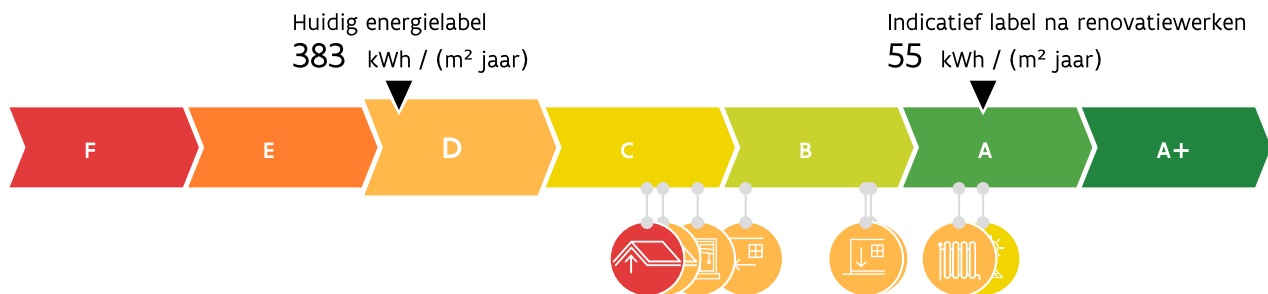 Huidig energielabel
383 kWh / (m² jaar)
Indicatief label na renovatiewerken
55 kWh / (m² jaar)
F E D C B A A+